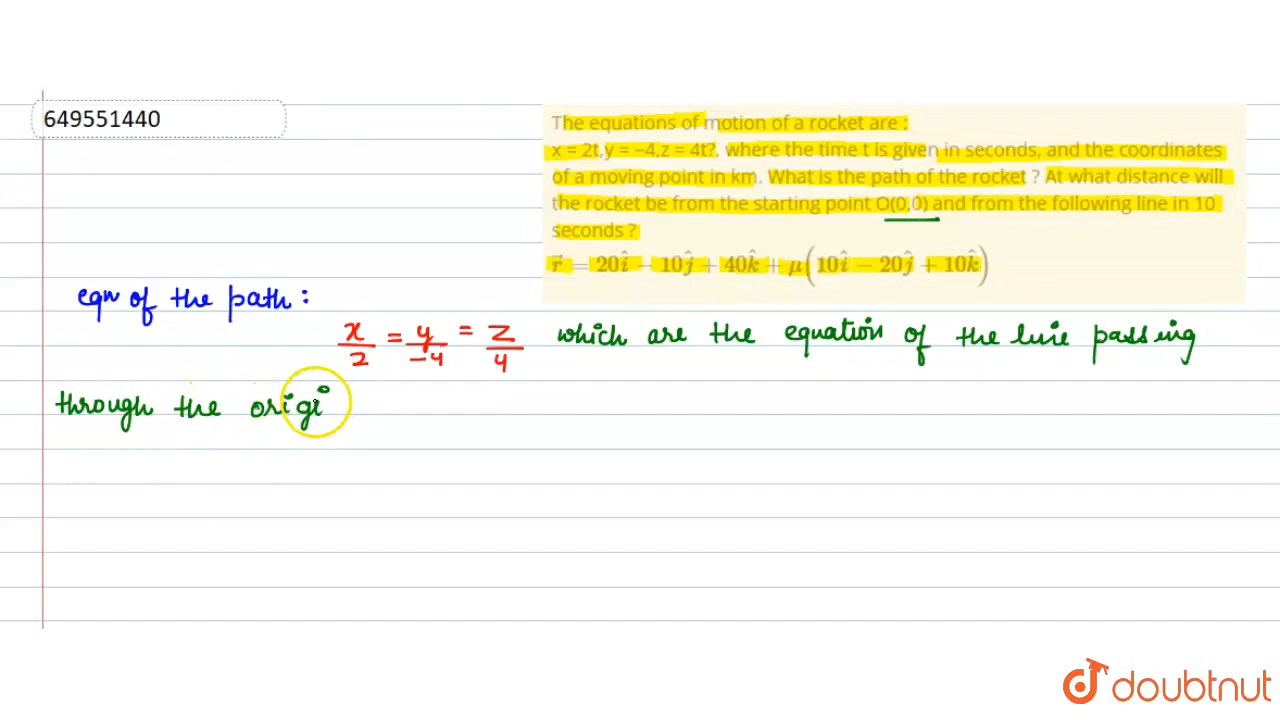 649551440
The equations of motion of a rocket are :
x = 2t,y = –4,z = 4t?, where the time t is given in seconds, and the coordinates
of a moving point in km. What is the path of the rocket ? At what distance will
the rocket be from the starting point O(0,0) and from the following line in 10
seconds ?
r⃗ = 20î − 10ĵ + 40k̂ + μ(10î − 20ĵ + 10k̂)
eqn of the path:
x/2 = y/-4 = z/4 which are the equation of the line passing
through the origi
doubtnut